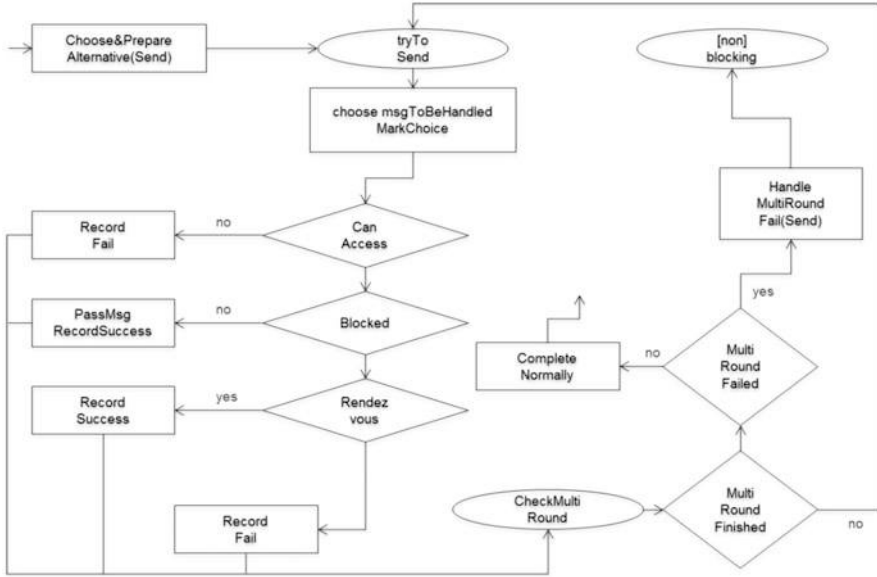 Choose&Prepare
Alternative(Send)
tryTo
Send
[non]
blocking
choose msgToBeHandled
MarkChoice
Handle
MultiRound
Fail(Send)
Record
Fail
no
Can
Access
yes
PassMsg
RecordSuccess
no
Blocked
Complete
Normally
no
Multi
Round
Failed
Record
Success
yes
Rendez
vous
CheckMulti
Round
Multi
Round
Finished
no
Record
Fail